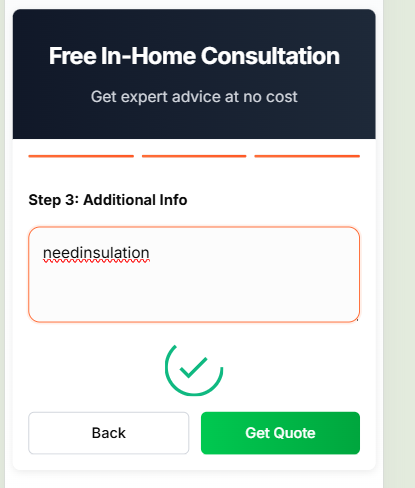 Free In-Home Consultation
Get expert advice at no cost
Step 3: Additional Info
needinsulation
Back
Get Quote